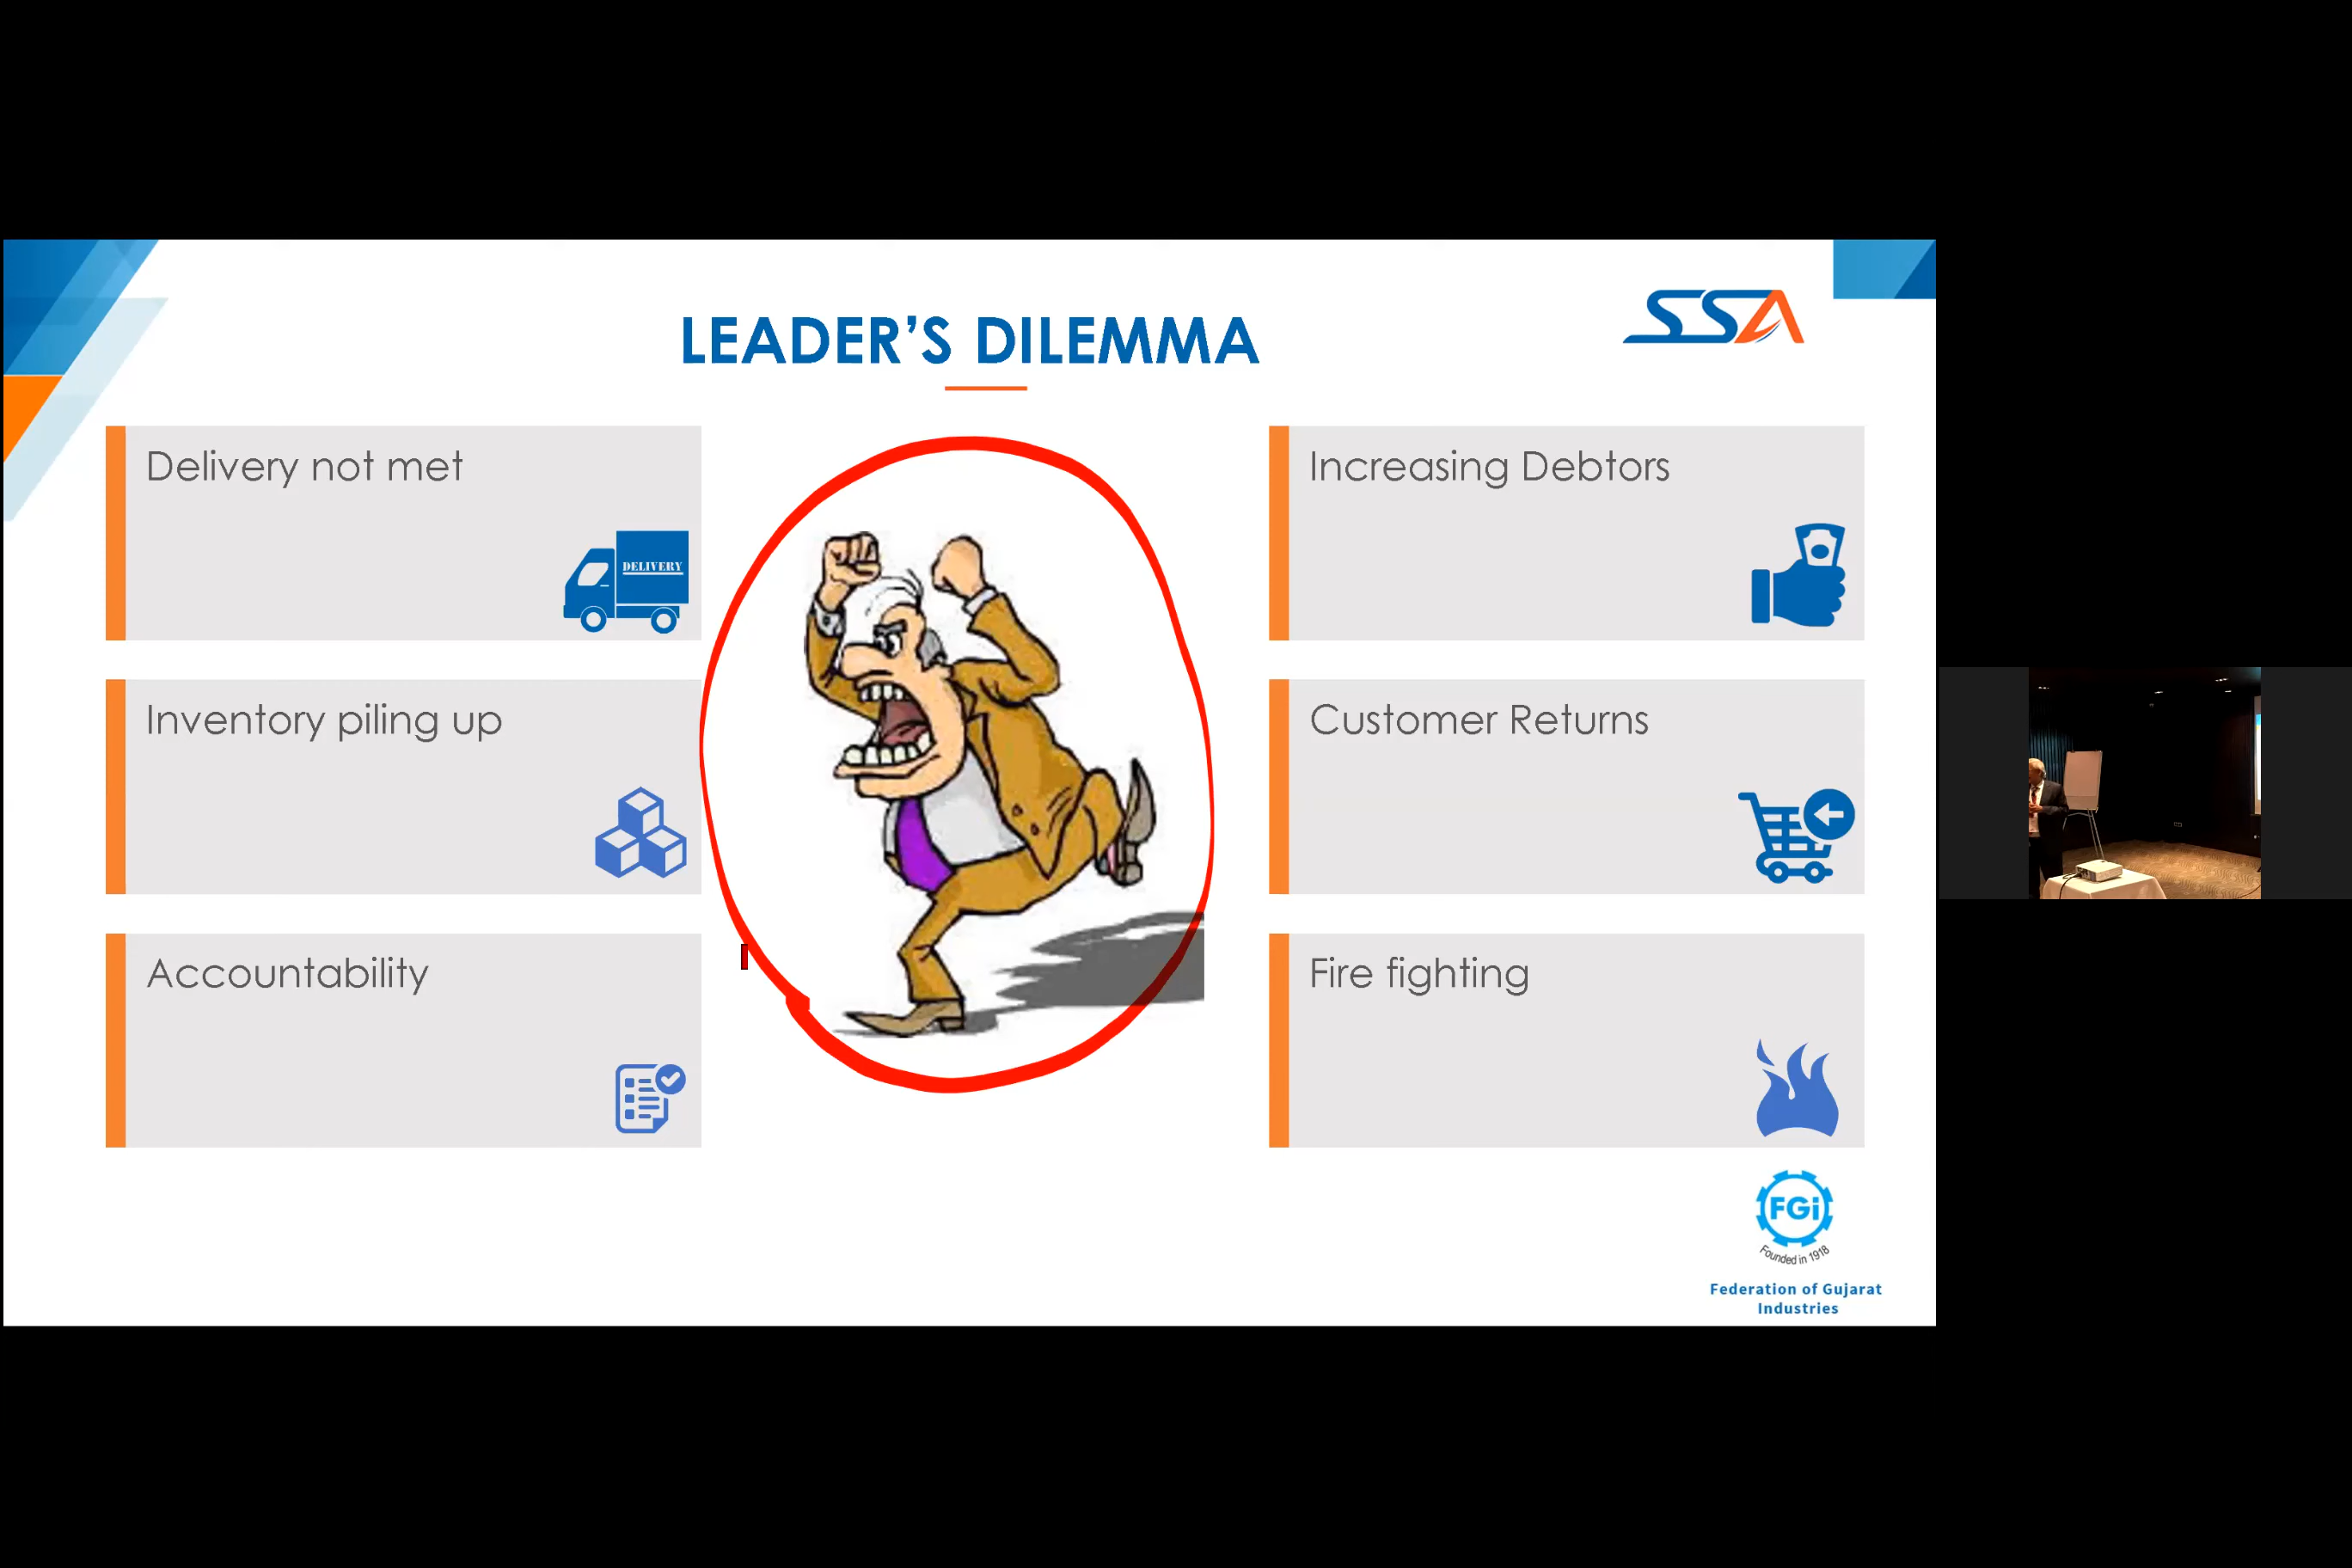 LEADER'S DILEMMA
SSA
Delivery not met
DELIVERY
Inventory piling up
Accountability
Increasing Debtors
Customer Returns
Fire fighting
FGi
Founded in 1918
Federation of Gujarat
Industries